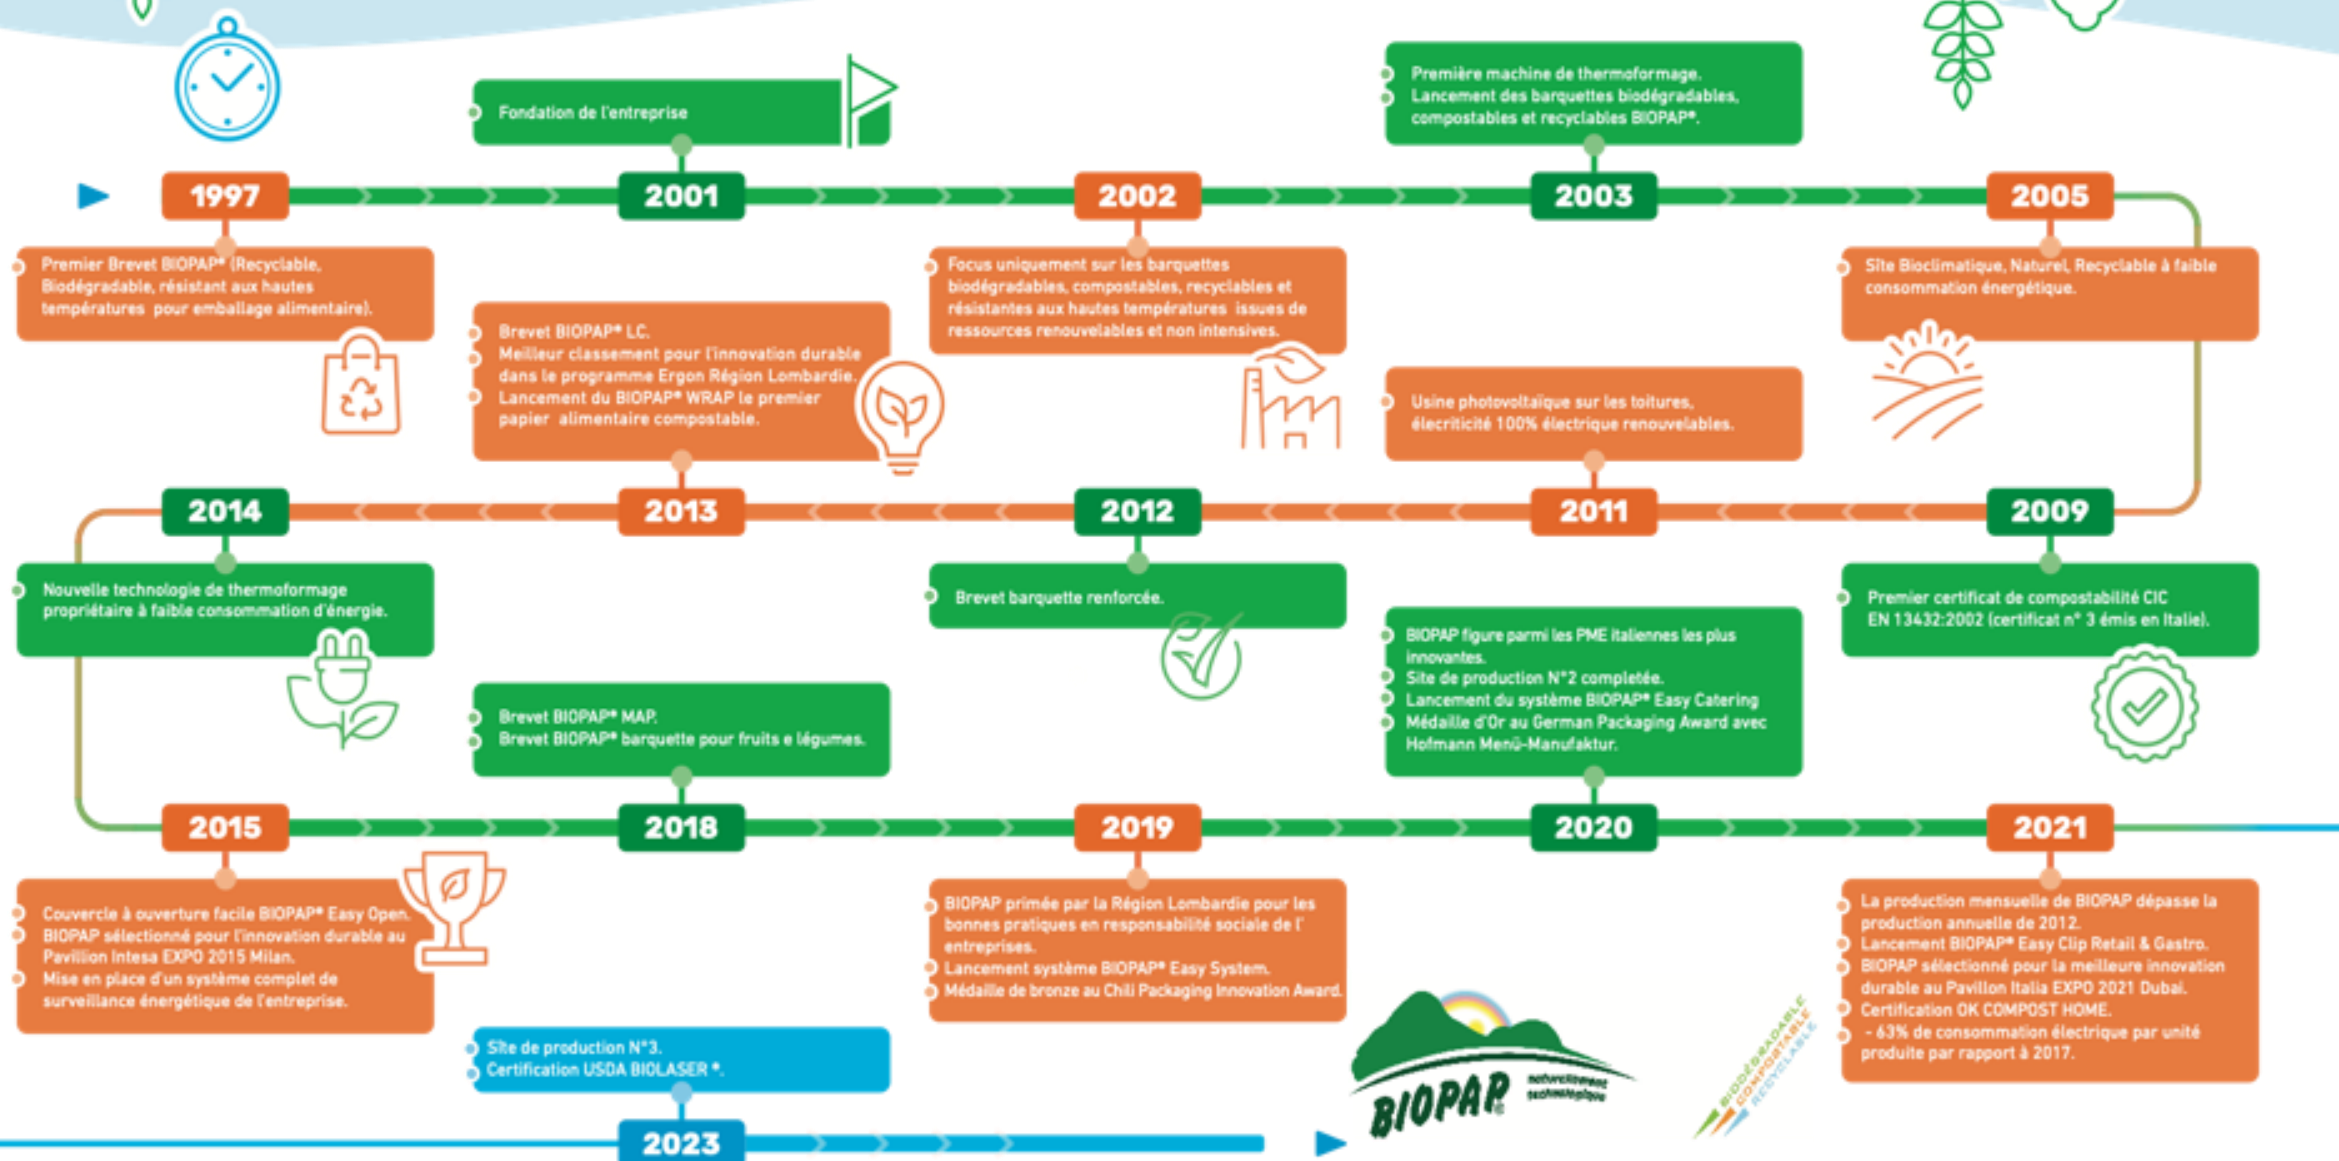 1997
Premier Brevet BIOPAP® (Recyclable,
Biodégradable, résistant aux hautes
températures pour emballage alimentaire).
Fondation de l'entreprise
2001
2002
Focus uniquement sur les barquettes
biodégradables, compostables, recyclables et
résistantes aux hautes températures issues de
ressources renouvelables et non intensives.
Première machine de thermoformage.
Lancement des barquettes biodégradables,
compostables et recyclables BIOPAP®.
2003
2005
Sîte Bioclimatique, Naturel, Recyclable à faible
consommation énergétique.
2009
Premier certificat de compostabilité CIC
EN 13432:2002 (certificat n° 3 émis en Italie).
Usine photovoltaïque sur les toitures,
élecriticité 100% électrique renouvelables.
2011
2012
Brevet barquette renforcée.
Brevet BIOPAP® LC.
Meilleur classement pour l'innovation durable
dans le programme Ergon Région Lombardie.
Lancement du BIOPAP® WRAP le premier
papier alimentaire compostable.
2013
2014
Nouvelle technologie de thermoformage
propriétaire à faible consommation d'énergie.
2015
Couvercle à ouverture facile BIOPAP® Easy Open.
BIOPAP sélectionné pour l'innovation durable au
Pavillion Intesa EXPO 2015 Milan.
Mise en place d'un système complet de
surveillance énergétique de l'entreprise.
Brevet BIOPAP® MAP.
Brevet BIOPAP® barquette pour fruits e légumes.
2018
2019
BIOPAP primée par la Région Lombardie pour les
bonnes pratiques en responsabilité sociale de l'
entreprises.
Lancement système BIOPAP® Easy System.
Médaille de bronze au Chili Packaging Innovation Award.
BIOPAP figure parmi les PME italiennes les plus
innovantes.
Site de production N°2 completée.
Lancement du système BIOPAP® Easy Catering
Médaille d'Or au German Packaging Award avec
Hofmann Menü-Manufaktur.
2020
2021
La production mensuelle de BIOPAP dépasse la
production annuelle de 2012.
Lancement BIOPAP® Easy Clip Retail & Gastro.
BIOPAP sélectionné pour la meilleure innovation
durable au Pavillon Italia EXPO 2021 Dubai.
Certification OK COMPOST HOME.
- 63% de consommation électrique par unité
produite par rapport à 2017.
Sîte de production N°3.
Certification USDA BIOLASER ®.
2023
BIOPAP®
naturellement
technologique
BIODÉGRADABLE
COMPOSTABLE
RECYCLABLE